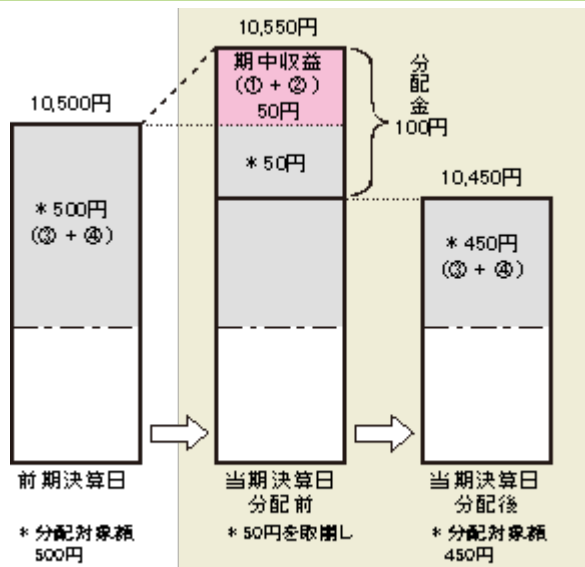 10,550円
期中収益
(① + ②)
50円
分配金
100円
10,500円
* 50円
10,450円
* 500円
(③ + ④)
* 450円
(③ + ④)
前期決算日
当期決算日
分配前
当期決算日
分配後
* 分配対象額
500円
* 50円を取崩し
* 分配対象額
450円